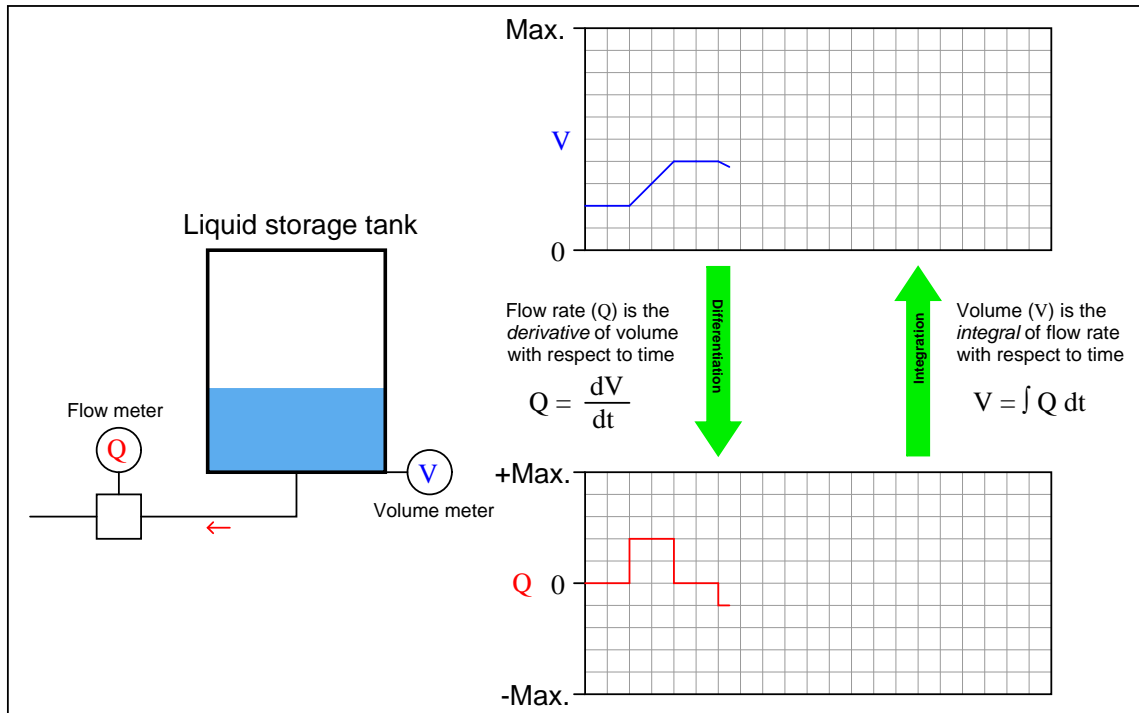 Max.
V
0
Liquid storage tank
Flow meter
Q
V
Volume meter
Flow rate (Q) is the
derivative of volume
with respect to time
Q = dV
dt
Differentiation
Integration
Volume (V) is the
integral of flow rate
with respect to time
V = ∫ Q dt
+Max.
Q 0
-Max.